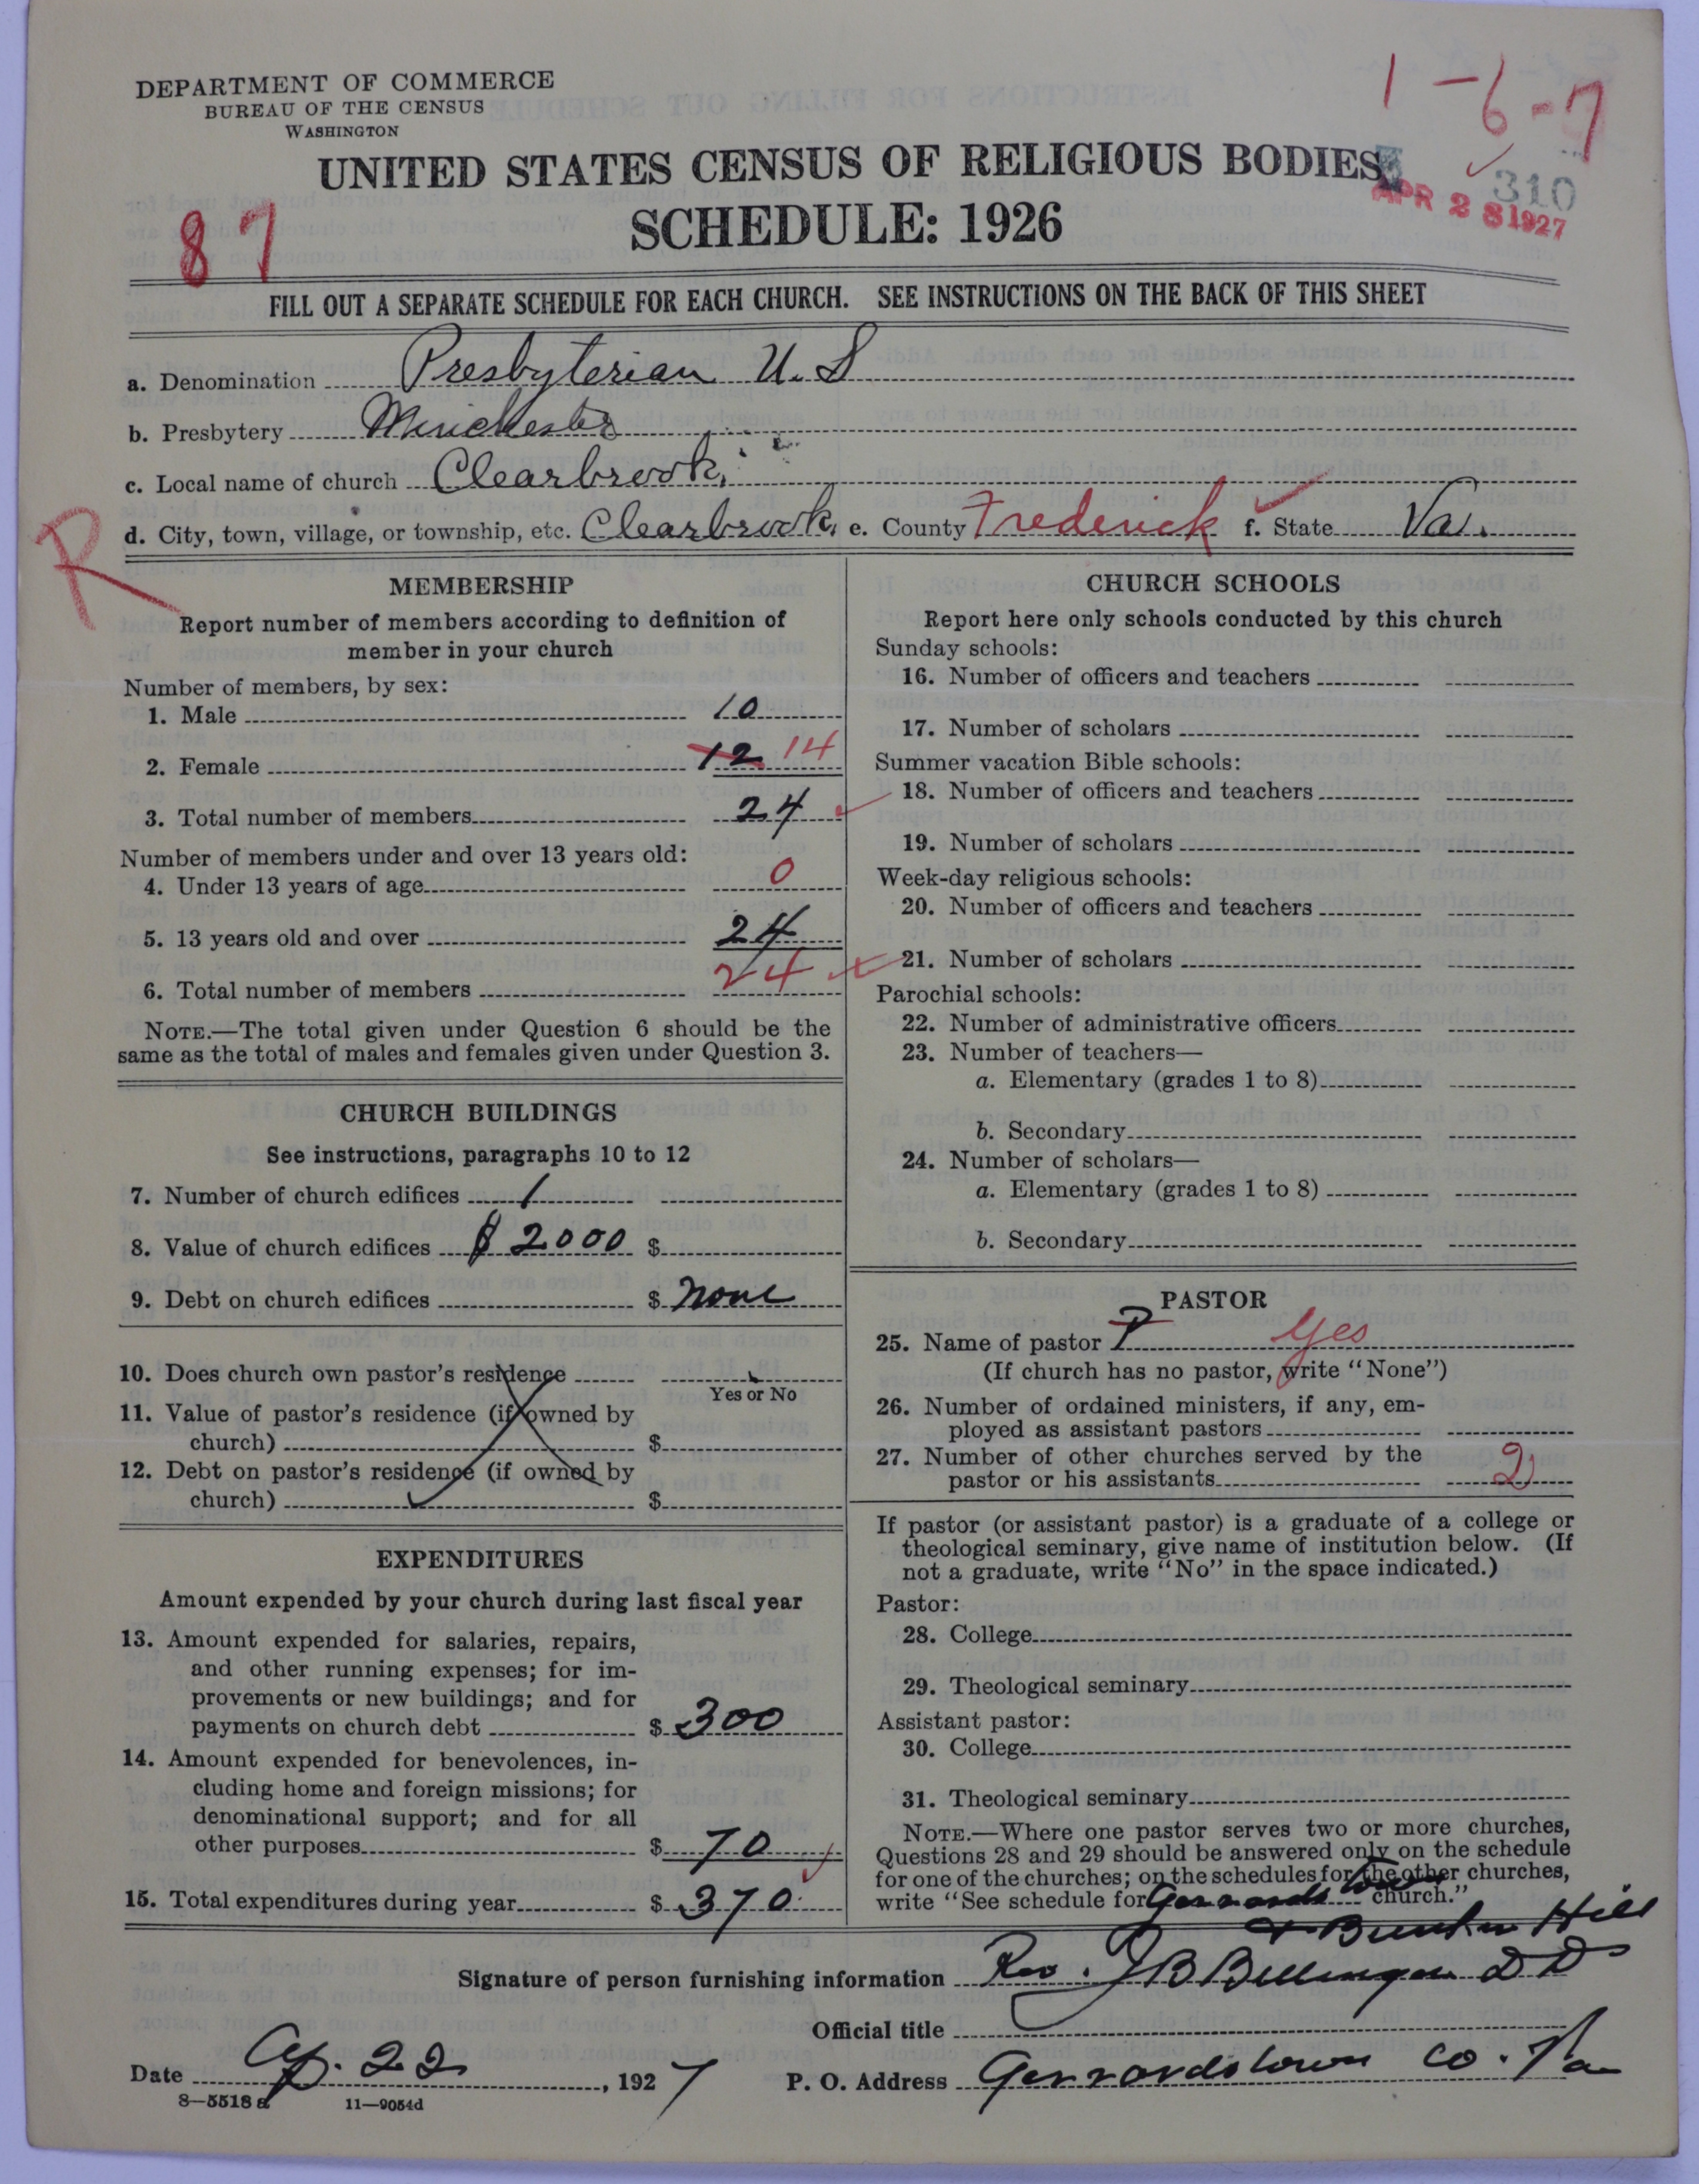 DEPARTMENT OF COMMERCE
BUREAU OF THE CENSUS
WASHINGTON
1-6-7
UNITED STATES CENSUS OF RELIGIOUS BODIES
310
APR 28 1927
SCHEDULE: 1926
87
FILL OUT A SEPARATE SCHEDULE FOR EACH CHURCH. SEE INSTRUCTIONS ON THE BACK OF THIS SHEET
a. Denomination Presbyterian U.S
b. Presbytery Winchester
c. Local name of church Clearbrook,
R
d. City, town, village, or township, etc. Clearbrook, e. County Frederick f. State Va.
MEMBERSHIP
Report number of members according to definition of
member in your church
Number of members, by sex:
1. Male 10
2. Female 12 14
3. Total number of members 24
Number of members under and over 13 years old:
4. Under 13 years of age 0
5. 13 years old and over 24
6. Total number of members 24
NOTE.—The total given under Question 6 should be the
same as the total of males and females given under Question 3.
CHURCH BUILDINGS
See instructions, paragraphs 10 to 12
7. Number of church edifices 1
8. Value of church edifices $ 2000 $
9. Debt on church edifices $ none
10. Does church own pastor's residence
Yes or No
11. Value of pastor's residence (if owned by
church) $
12. Debt on pastor's residence (if owned by
church) $
EXPENDITURES
Amount expended by your church during last fiscal year
13. Amount expended for salaries, repairs,
and other running expenses; for im-
provements or new buildings; and for
payments on church debt $ 300
14. Amount expended for benevolences, in-
cluding home and foreign missions; for
denominational support; and for all
other purposes $ 70
15. Total expenditures during year $ 370
CHURCH SCHOOLS
Report here only schools conducted by this church
Sunday schools:
16. Number of officers and teachers
17. Number of scholars
Summer vacation Bible schools:
18. Number of officers and teachers
19. Number of scholars
Week-day religious schools:
20. Number of officers and teachers
21. Number of scholars
Parochial schools:
22. Number of administrative officers
23. Number of teachers—
a. Elementary (grades 1 to 8)
b. Secondary
24. Number of scholars—
a. Elementary (grades 1 to 8)
b. Secondary
PASTOR
25. Name of pastor P Yes
(If church has no pastor, write "None")
26. Number of ordained ministers, if any, em-
ployed as assistant pastors
27. Number of other churches served by the
pastor or his assistants 2
If pastor (or assistant pastor) is a graduate of a college or
theological seminary, give name of institution below. (If
not a graduate, write "No" in the space indicated.)
Pastor:
28. College
29. Theological seminary
Assistant pastor:
30. College
31. Theological seminary
NOTE.—Where one pastor serves two or more churches,
Questions 28 and 29 should be answered only on the schedule
for one of the churches; on the schedules for the other churches,
write "See schedule for Gerrardstown church."
+ Bunker Hill
Signature of person furnishing information Rev. J B DD
Official title
Date Ap. 22, 1927 P. O. Address Gerrardstown Co.
8—5518 a 11—9054d